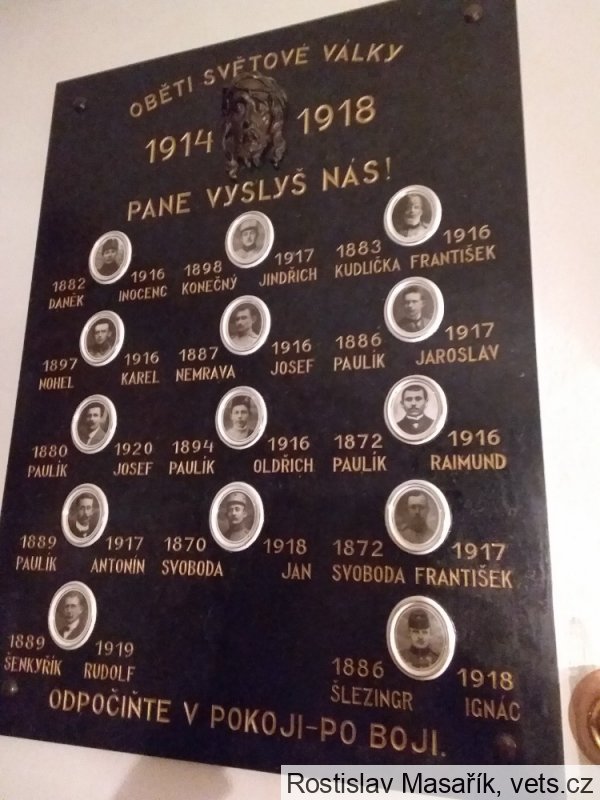 OBĚTI SVĚTOVÉ VÁLKY
1914 1918
PANE VYSLYŠ NÁS!
1882 1916
DANĚK INOCENC
1898 1917
KONEČNÝ JINDŘICH
1883 1916
KUDLIČKA FRANTIŠEK
1897 1916
NOHEL KAREL
1887 1916
NEMRAVA JOSEF
1886 1917
PAULÍK JAROSLAV
1880 1920
PAULÍK JOSEF
1894 1916
PAULÍK OLDŘICH
1872 1916
PAULÍK RAIMUND
1889 1917
PAULÍK ANTONÍN
1870 1918
SVOBODA JAN
1872 1917
SVOBODA FRANTIŠEK
1889 1919
ŠENKYŘÍK RUDOLF
1886 1918
ŠLEZINGR IGNÁC
ODPOČIŇTE V POKOJI-PO BOJI.
Rostislav Masařík, vets.cz